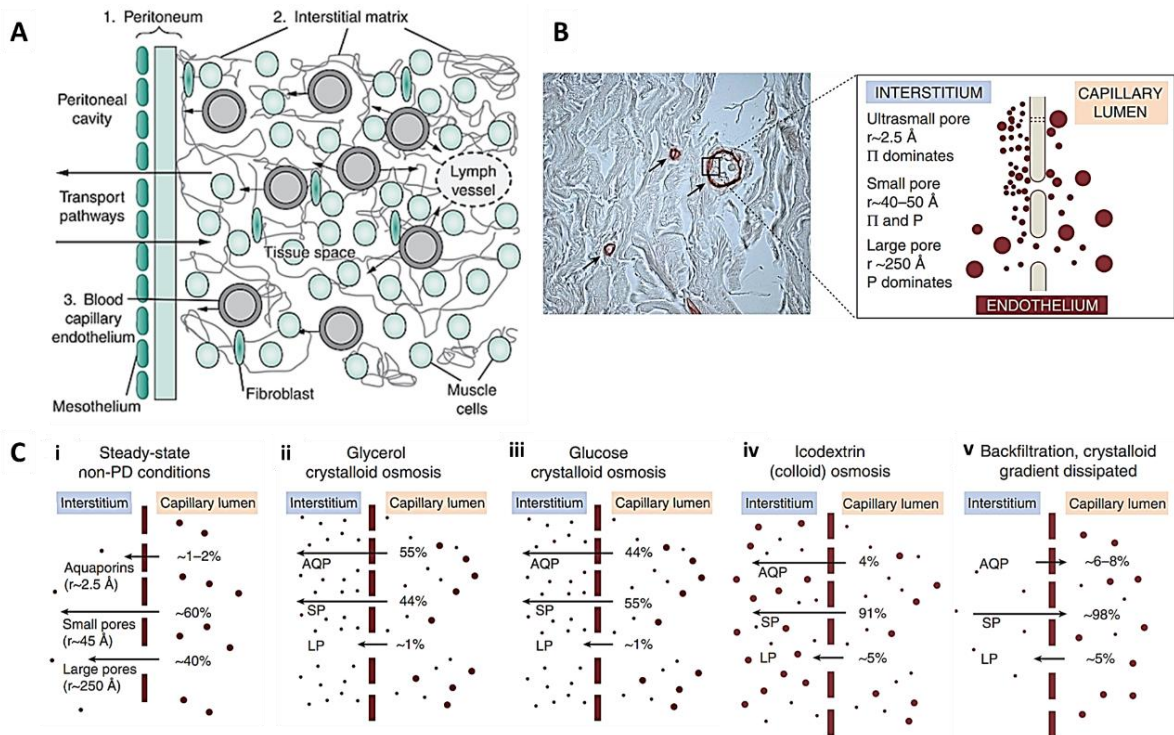 A
1. Peritoneum
2. Interstitial matrix
Peritoneal
cavity
Transport
pathways
Lymph
vessel
Tissue space
3. Blood
capillary
endothelium
Mesothelium
Fibroblast
Muscle
cells
B
INTERSTITIUM
CAPILLARY
LUMEN
Ultrasmall pore
r~2.5 Å
Π dominates
Small pore
r~40–50 Å
Π and P
Large pore
r ~250 Å
P dominates
ENDOTHELIUM
C
i
Steady-state
non-PD conditions
Interstitium
Capillary lumen
~1–2%
Aquaporins
(r~2.5 Å)
~60%
Small pores
(r~45 Å)
~40%
Large pores
(r~250 Å)
ii
Glycerol
crystalloid osmosis
Interstitium
Capillary lumen
55%
AQP
44%
SP
LP
~1%
iii
Glucose
crystalloid osmosis
Interstitium
Capillary lumen
44%
AQP
55%
SP
LP
~1%
iv
Icodextrin
(colloid) osmosis
Interstitium
Capillary lumen
4%
AQP
91%
SP
LP
~5%
v
Backfiltration, crystalloid
gradient dissipated
Interstitium
Capillary lumen
AQP
~6–8%
SP
~98%
LP
~5%